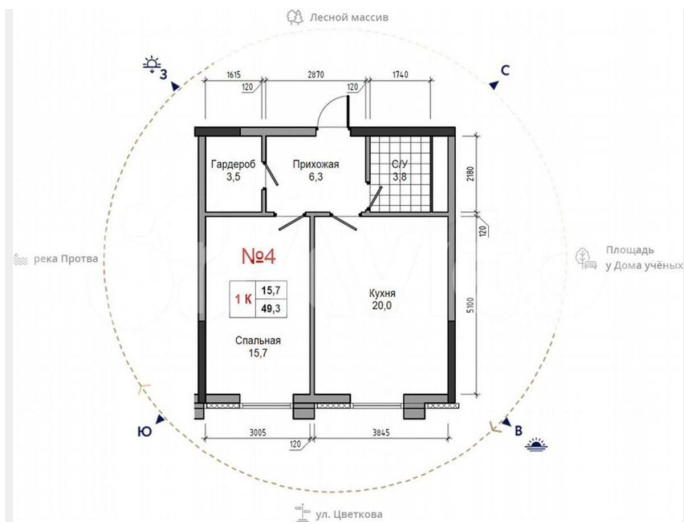 Лесной массив
З
С
1615
2870
1740
120
120
Гардероб
3,5
Прихожая
6,3
С/У
3,8
2180
120
река Протва
Площадь
у Дома учёных
№4
1 К
15,7
49,3
Кухня
20,0
5100
Спальная
15,7
Ю
В
3005
3845
120
ул. Цветкова